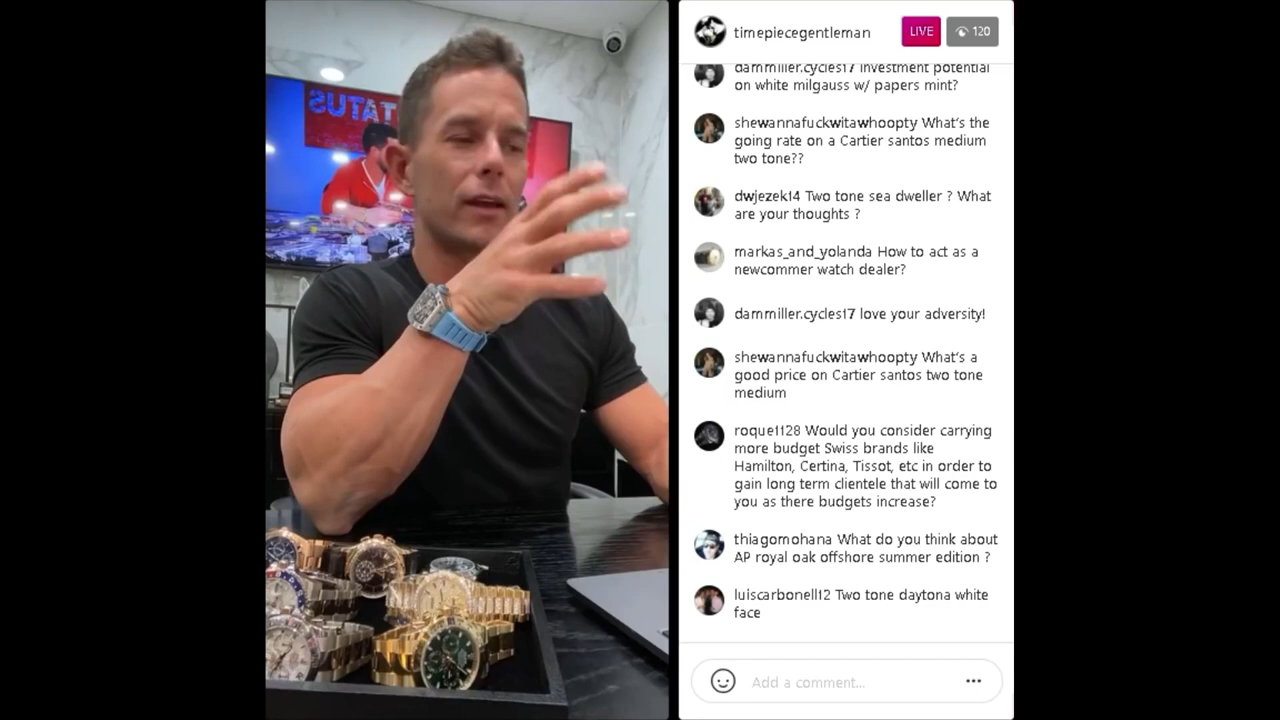 STATUS
timepiecegentleman
LIVE
120
dammiller.cycles17 Investment potential
on white milgauss w/ papers mint?
shewannafuckwitawhoopty What's the
going rate on a Cartier santos medium
two tone??
dwjezek14 Two tone sea dweller ? What
are your thoughts ?
markas_and_yolanda How to act as a
newcommer watch dealer?
dammiller.cycles17 love your adversity!
shewannafuckwitawhoopty What's a
good price on Cartier santos two tone
medium
roque1128 Would you consider carrying
more budget Swiss brands like
Hamilton, Certina, Tissot, etc in order to
gain long term clientele that will come to
you as there budgets increase?
thiagomohana What do you think about
AP royal oak offshore summer edition ?
luiscarbonell12 Two tone daytona white
face
Add a comment...